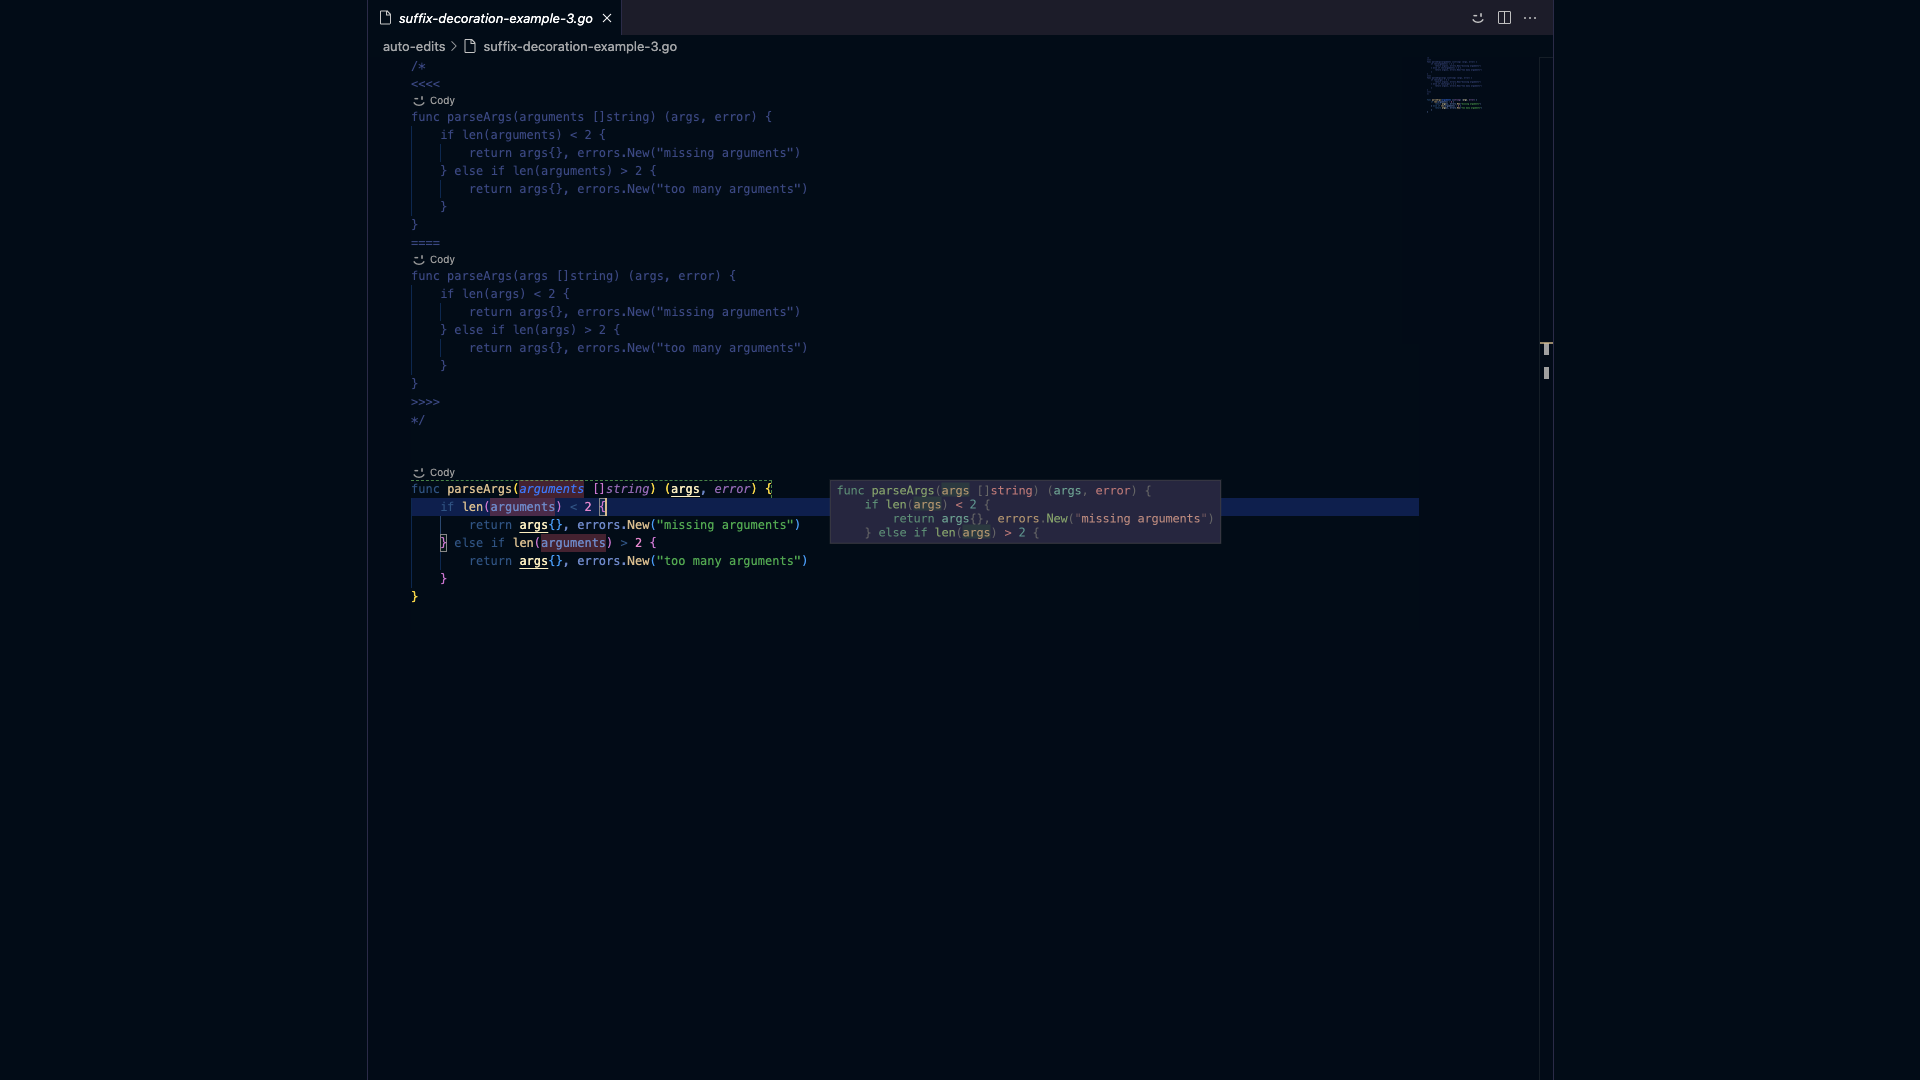 suffix-decoration-example-3.go
auto-edits > suffix-decoration-example-3.go
/*
<<<<
Cody
func parseArgs(arguments []string) (args, error) {
    if len(arguments) < 2 {
        return args{}, errors.New("missing arguments")
    } else if len(arguments) > 2 {
        return args{}, errors.New("too many arguments")
    }
}
====
Cody
func parseArgs(args []string) (args, error) {
    if len(args) < 2 {
        return args{}, errors.New("missing arguments")
    } else if len(args) > 2 {
        return args{}, errors.New("too many arguments")
    }
}
>>>>
*/
Cody
func parseArgs(arguments []string) (args, error) {
    if len(arguments) < 2 {
        return args{}, errors.New("missing arguments")
    } else if len(arguments) > 2 {
        return args{}, errors.New("too many arguments")
    }
}
func parseArgs(args []string) (args, error) {
    if len(args) < 2 {
        return args{}, errors.New("missing arguments")
    } else if len(args) > 2 {